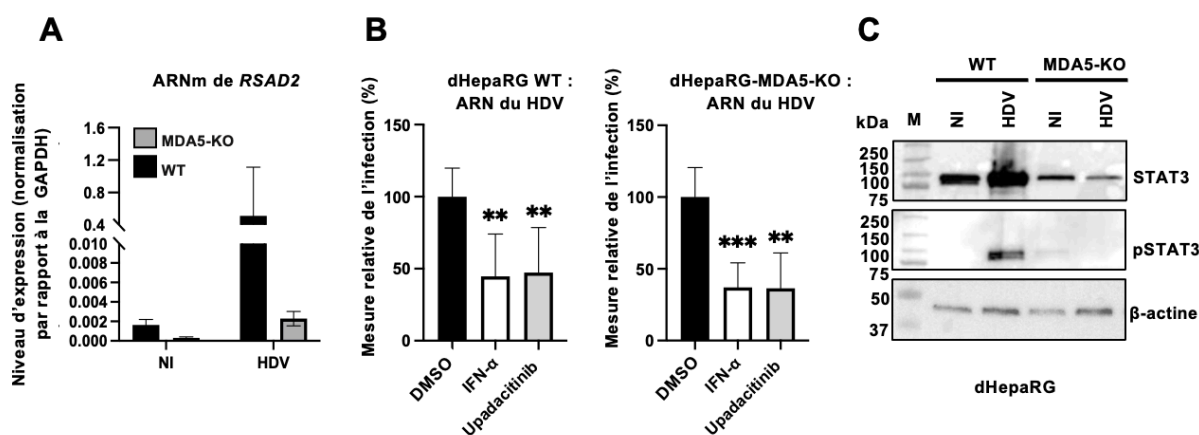 A
ARNm de RSAD2
Niveau d'expression (normalisation
par rapport à la GAPDH)
1.6
1.2
0.8
0.4
0.010
0.008
0.006
0.004
0.002
0.000
MDA5-KO
WT
NI
HDV
B
dHepaRG WT :
ARN du HDV
Mesure relative de l'infection (%)
150
100
50
0
**
**
DMSO
IFN-α
Upadacitinib
dHepaRG-MDA5-KO :
ARN du HDV
Mesure relative de l'infection (%)
150
100
50
0
***
**
DMSO
IFN-α
Upadacitinib
C
WT
MDA5-KO
kDa
M
NI
HDV
NI
HDV
250
150
100
75
STAT3
250
150
100
75
pSTAT3
50
37
β-actine
dHepaRG